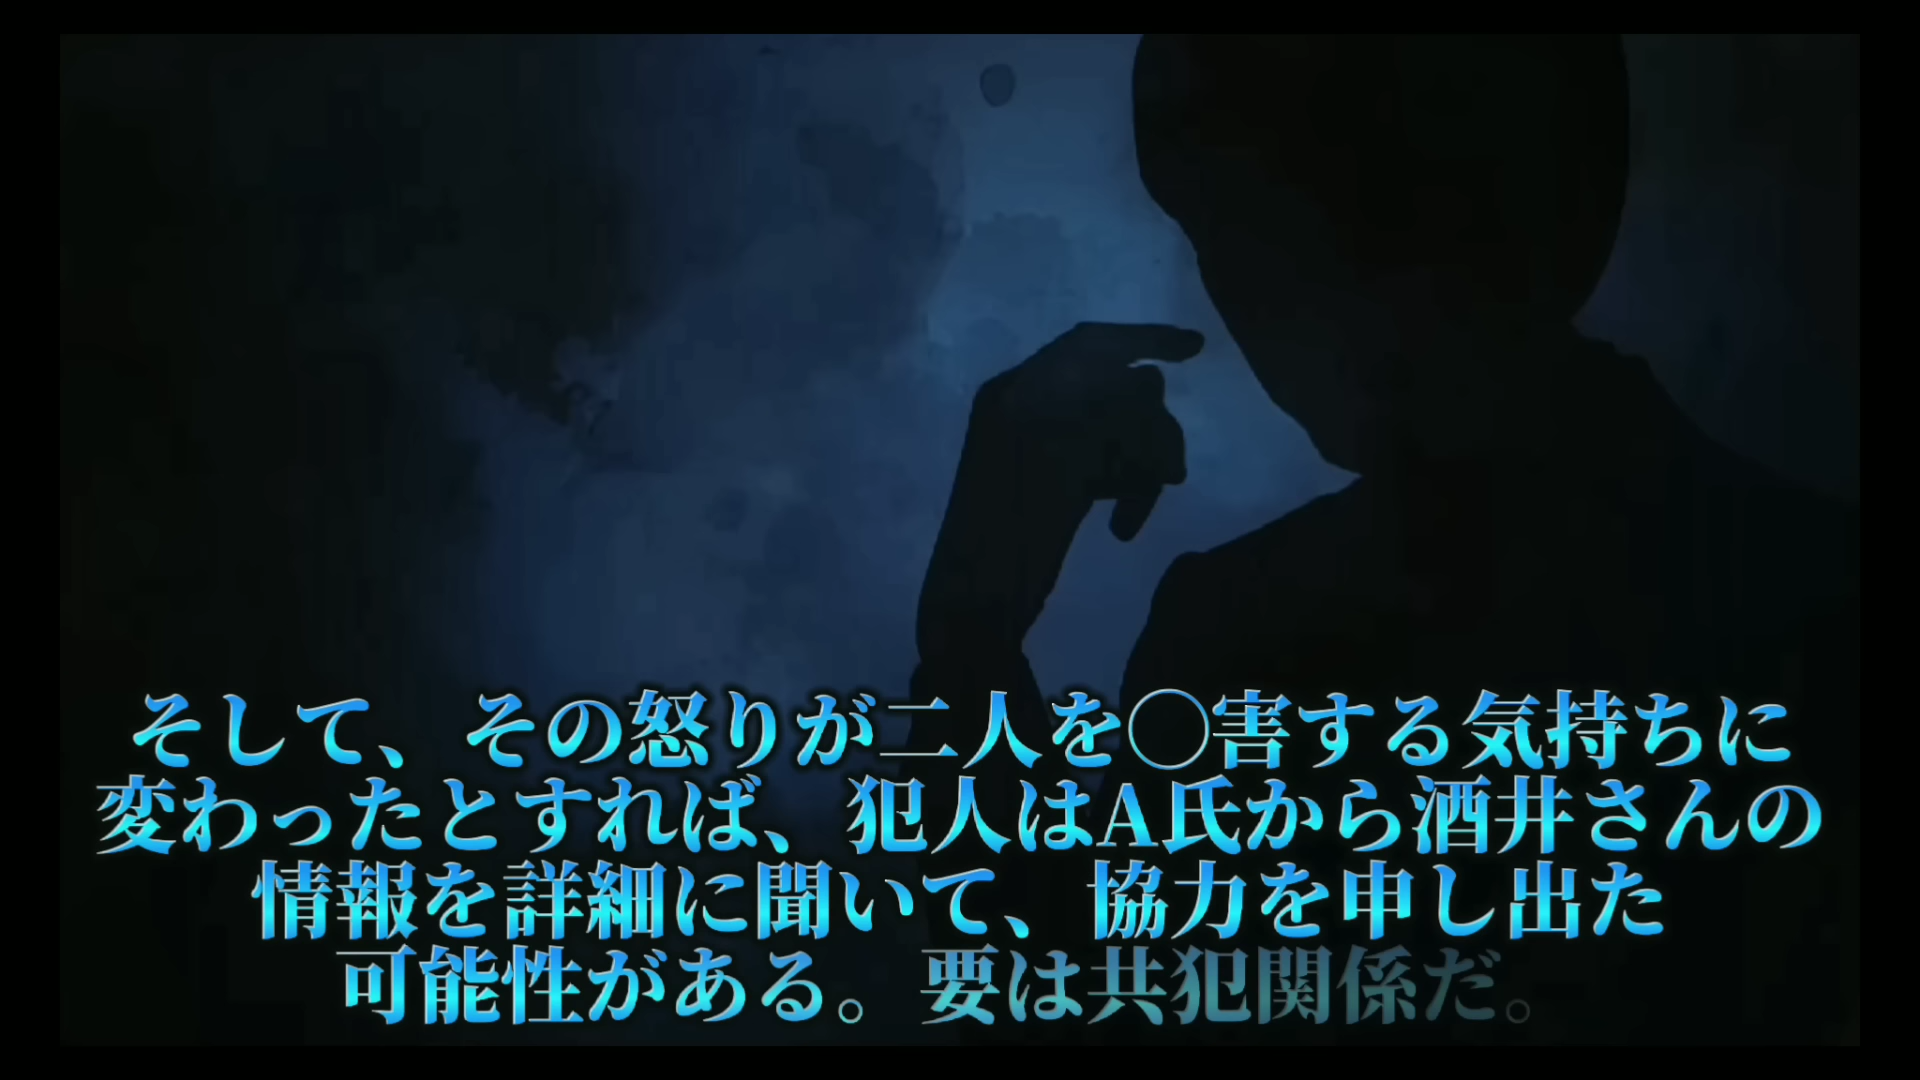 そして、その怒りが二人を◯害する気持ちに
変わったとすれば、犯人はA氏から酒井さんの
情報を詳細に聞いて、協力を申し出た
可能性がある。要は共犯関係だ。